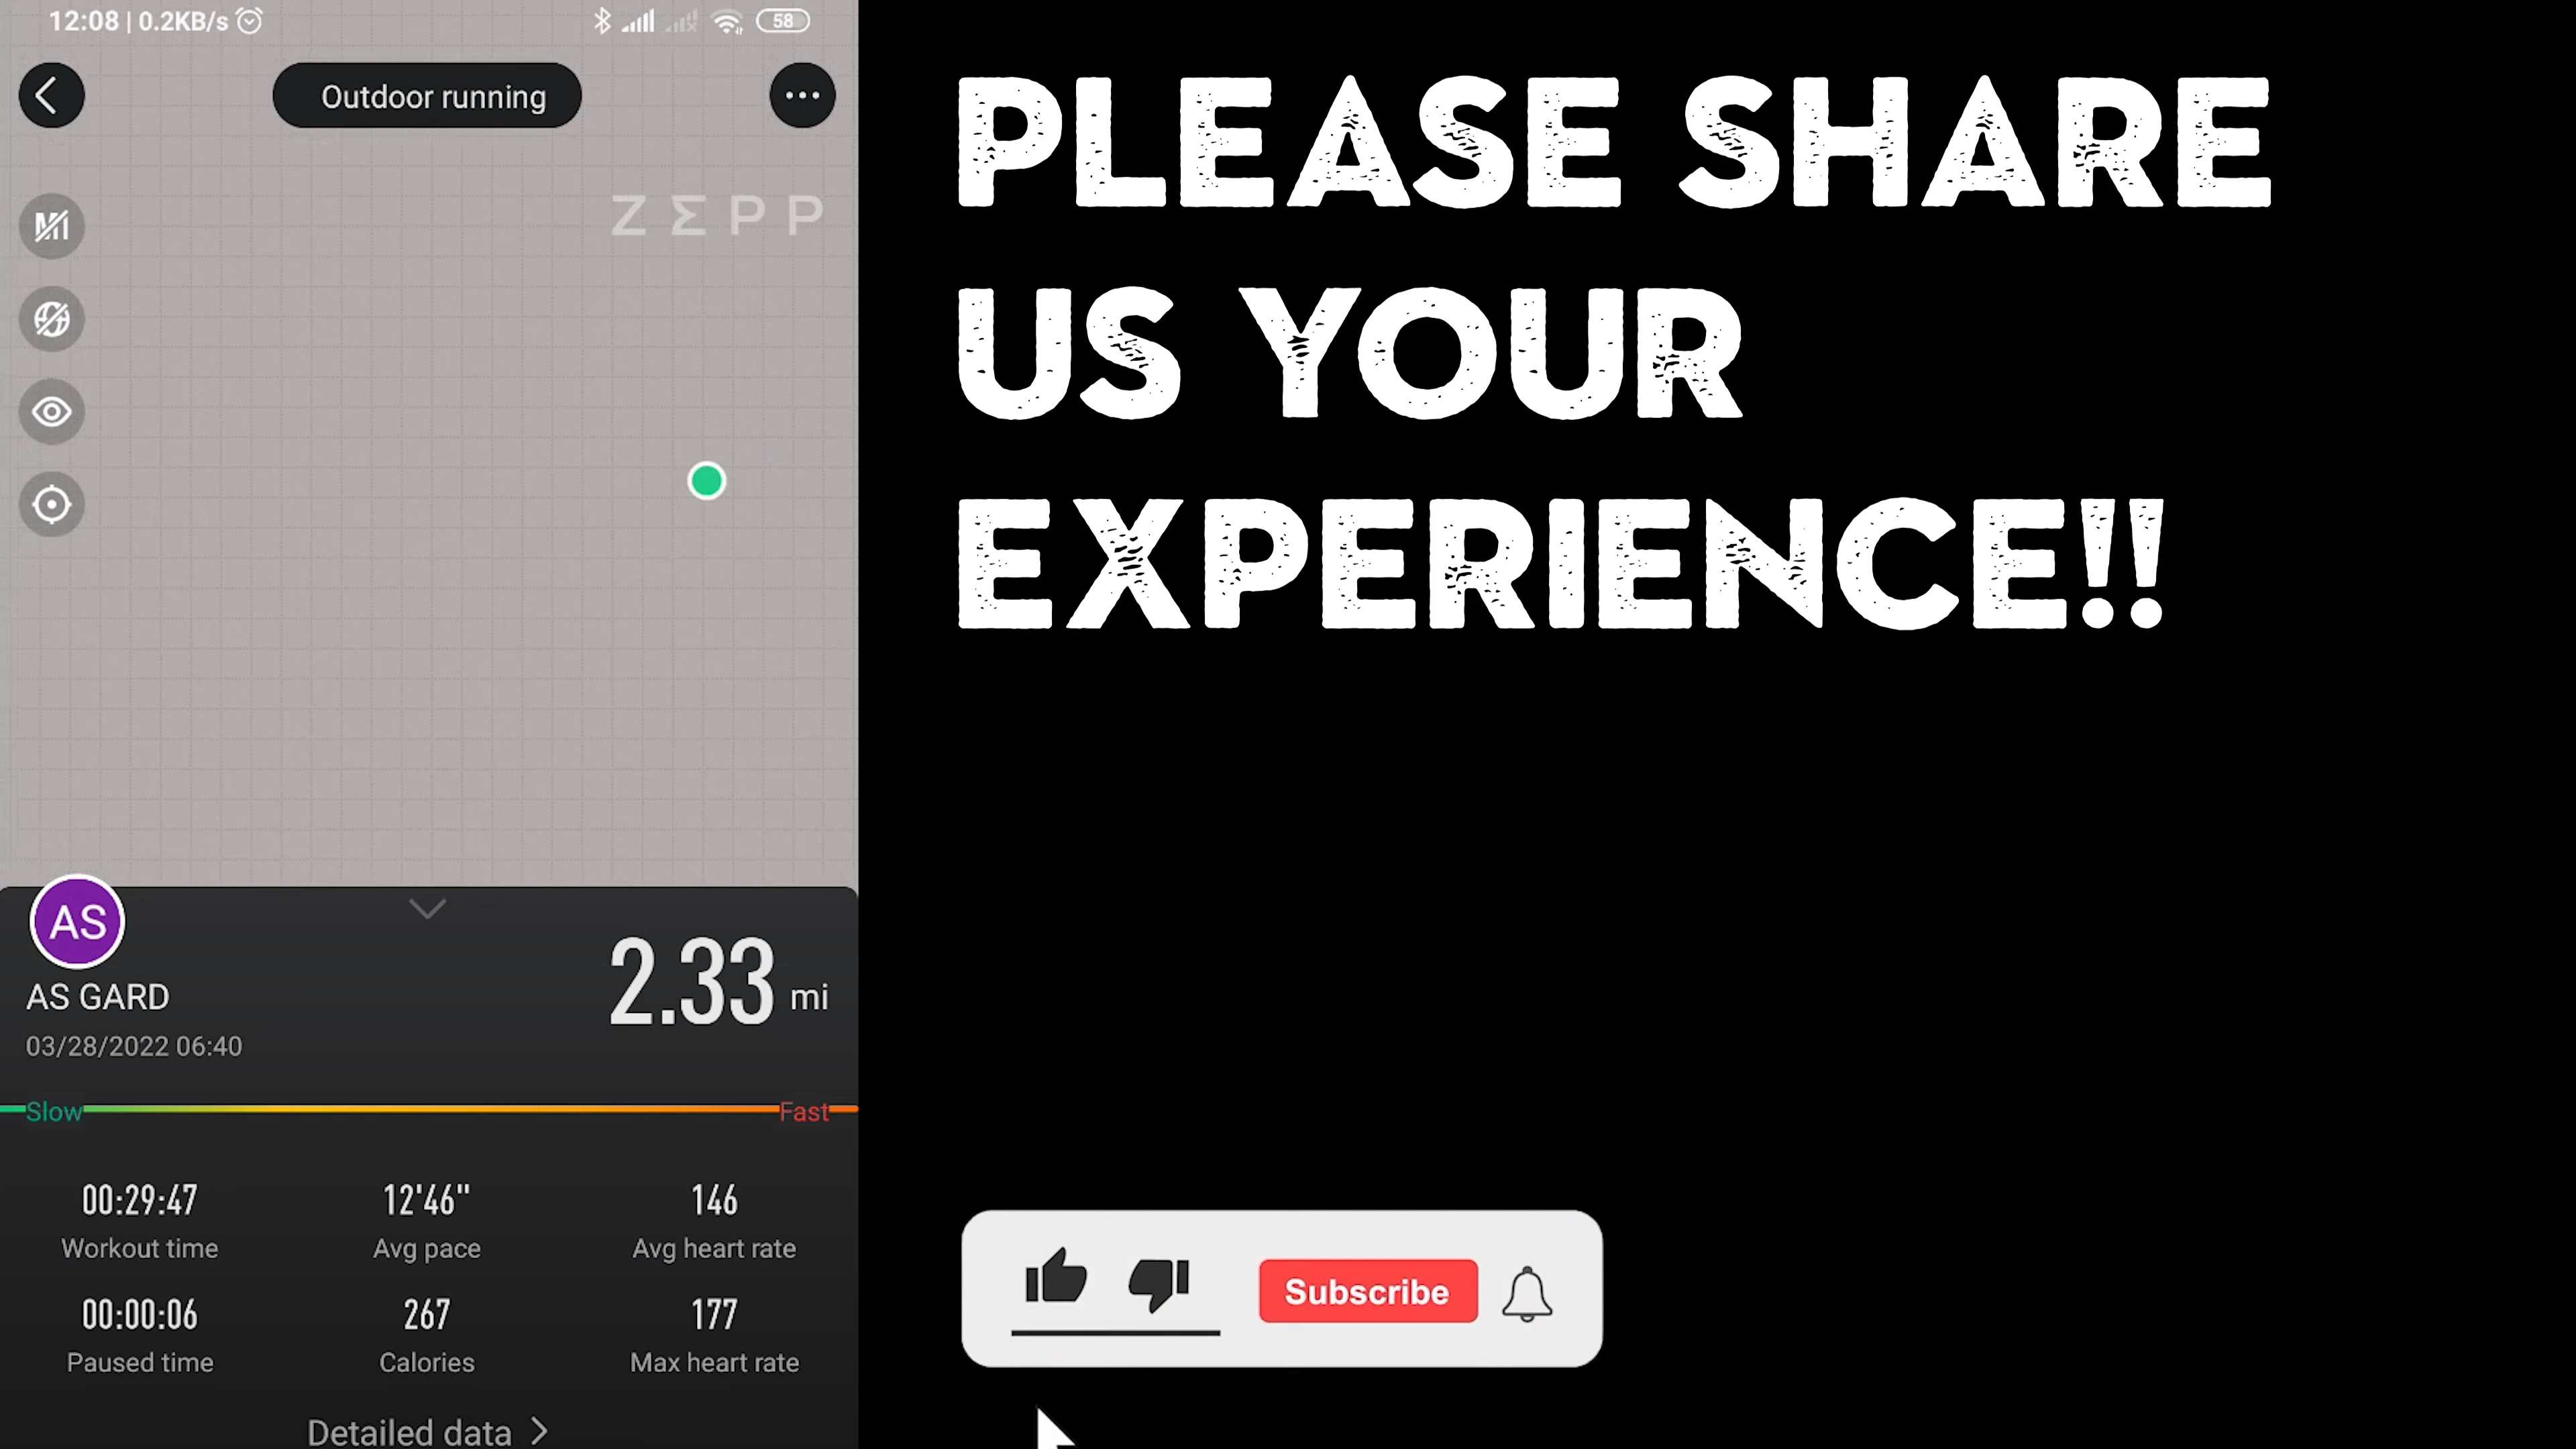 12:08 | 0.2KB/s
58
Outdoor running
ZΣPP
AS
AS GARD
03/28/2022 06:40
2.33 mi
Slow
Fast
00:29:47
12'46"
146
Workout time
Avg pace
Avg heart rate
00:00:06
267
177
Paused time
Calories
Max heart rate
Detailed data >
PLEASE SHARE
US YOUR
EXPERIENCE!!
Subscribe